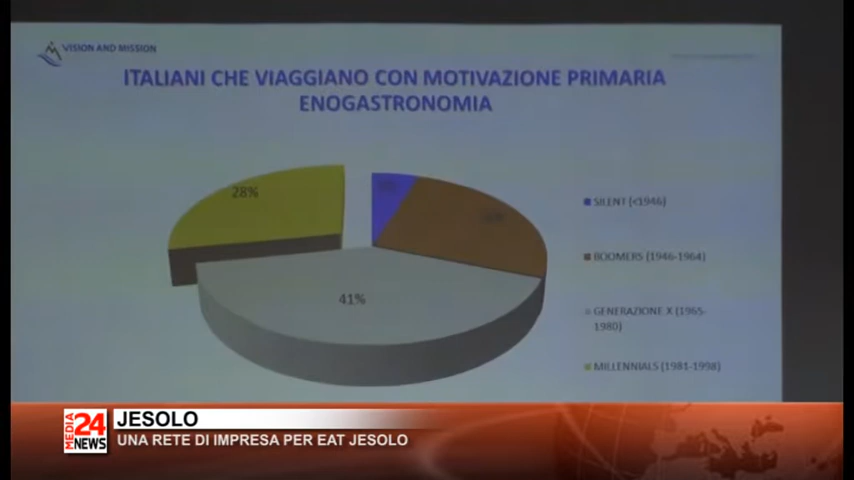 VISION AND MISSION
ITALIANI CHE VIAGGIANO CON MOTIVAZIONE PRIMARIA
ENOGASTRONOMIA
28%
41%
SILENT (<1946)
BOOMERS (1946-1964)
GENERAZIONE X (1965-
1980)
MILLENNIALS (1981-1998)
MEDIA
24
NEWS
JESOLO
UNA RETE DI IMPRESA PER EAT JESOLO